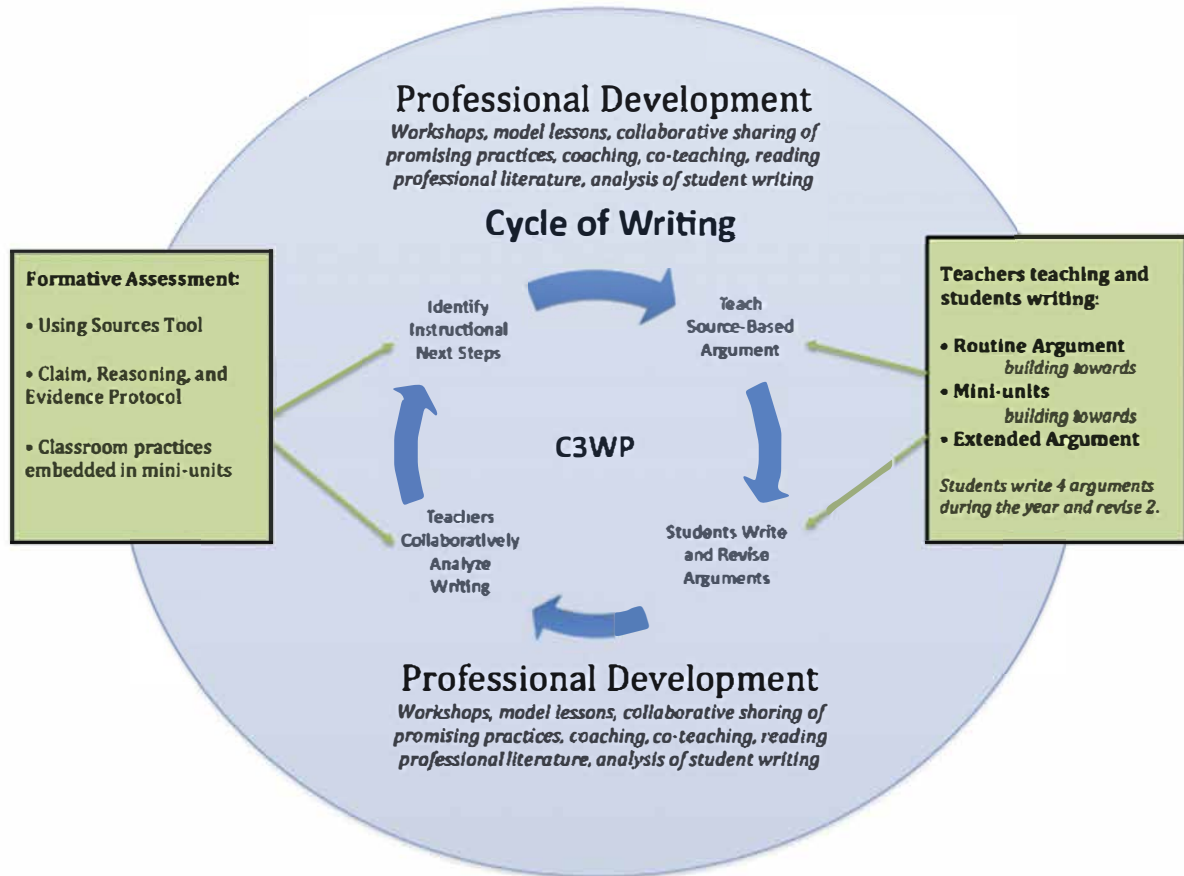 Professional Development
Workshops, model lessons, collaborative sharing of
promising practices, coaching, co-teaching, reading
professional literature, analysis of student writing
Cycle of Writing
Formative Assessment:
• Using Sources Tool
• Claim, Reasoning, and
Evidence Protocol
• Classroom practices
embedded in mini-units
Identify
Instructional
Next Steps
Teach
Source-Based
Argument
Teachers teaching and
students writing:
• Routine Argument
building towards
• Mini-units
building towards
• Extended Argument
Students write 4 arguments
during the year and revise 2.
C3WP
Teachers
Collaboratively
Analyze
Writing
Students Write
and Revise
Arguments
Professional Development
Workshops, model lessons, collaborative shoring of
promising practices, coaching, co-teaching, reading
professional literature, analysis of student writing